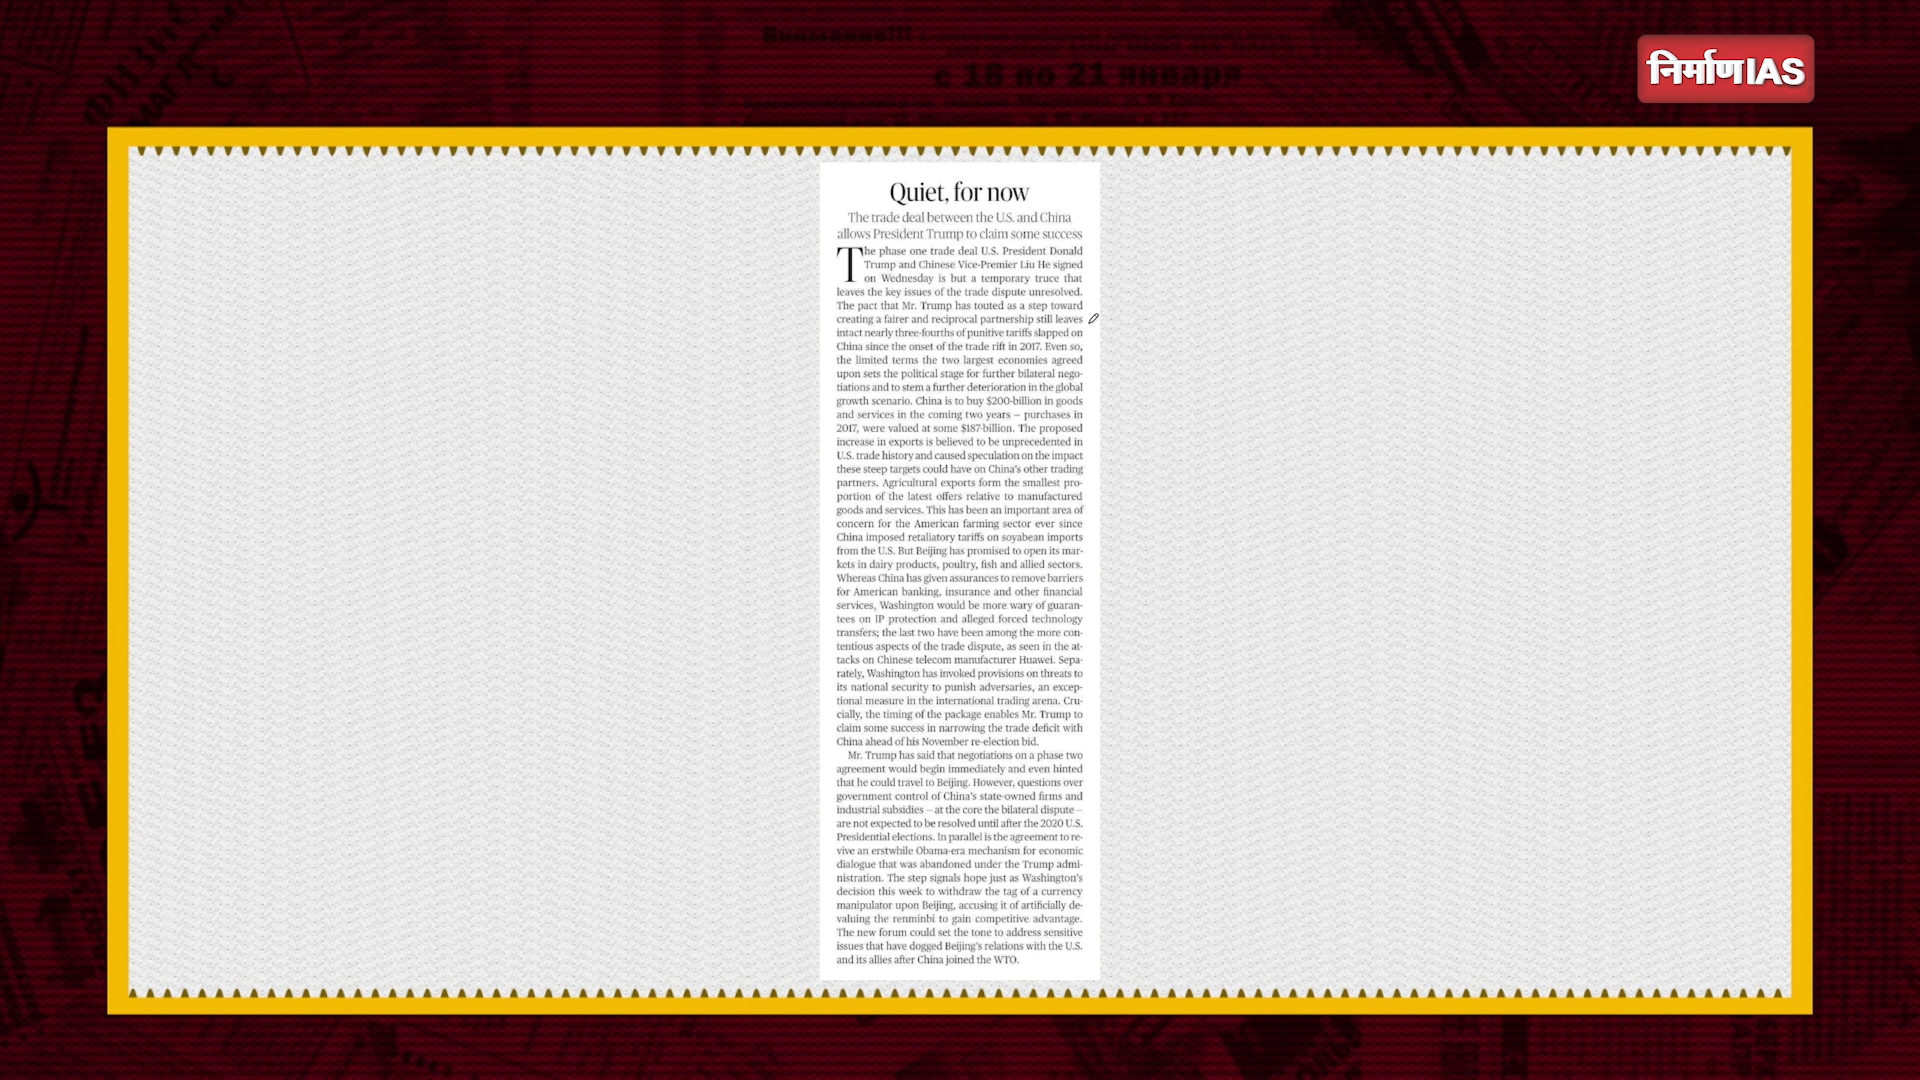 Внимание!!!
с 16 по 21 января
निर्माण IAS
Quiet, for now
The trade deal between the U.S. and China
allows President Trump to claim some success
The phase one trade deal U.S. President Donald
Trump and Chinese Vice-Premier Liu He signed
on Wednesday is but a temporary truce that
leaves the key issues of the trade dispute unresolved.
The pact that Mr. Trump has touted as a step toward
creating a fairer and reciprocal partnership still leaves
intact nearly three-fourths of punitive tariffs slapped on
China since the onset of the trade rift in 2017. Even so,
the limited terms the two largest economies agreed
upon sets the political stage for further bilateral nego-
tiations and to stem a further deterioration in the global
growth scenario. China is to buy $200-billion in goods
and services in the coming two years – purchases in
2017, were valued at some $187-billion. The proposed
increase in exports is believed to be unprecedented in
U.S. trade history and caused speculation on the impact
these steep targets could have on China's other trading
partners. Agricultural exports form the smallest pro-
portion of the latest offers relative to manufactured
goods and services. This has been an important area of
concern for the American farming sector ever since
China imposed retaliatory tariffs on soyabean imports
from the U.S. But Beijing has promised to open its mar-
kets in dairy products, poultry, fish and allied sectors.
Whereas China has given assurances to remove barriers
for American banking, insurance and other financial
services, Washington would be more wary of guaran-
tees on IP protection and alleged forced technology
transfers; the last two have been among the more con-
tentious aspects of the trade dispute, as seen in the at-
tacks on Chinese telecom manufacturer Huawei. Sepa-
rately, Washington has invoked provisions on threats to
its national security to punish adversaries, an excep-
tional measure in the international trading arena. Cru-
cially, the timing of the package enables Mr. Trump to
claim some success in narrowing the trade deficit with
China ahead of his November re-election bid.
Mr. Trump has said that negotiations on a phase two
agreement would begin immediately and even hinted
that he could travel to Beijing. However, questions over
government control of China's state-owned firms and
industrial subsidies – at the core the bilateral dispute –
are not expected to be resolved until after the 2020 U.S.
Presidential elections. In parallel is the agreement to re-
vive an erstwhile Obama-era mechanism for economic
dialogue that was abandoned under the Trump admi-
nistration. The step signals hope just as Washington's
decision this week to withdraw the tag of a currency
manipulator upon Beijing, accusing it of artificially de-
valuing the renminbi to gain competitive advantage.
The new forum could set the tone to address sensitive
issues that have dogged Beijing's relations with the U.S.
and its allies after China joined the WTO.